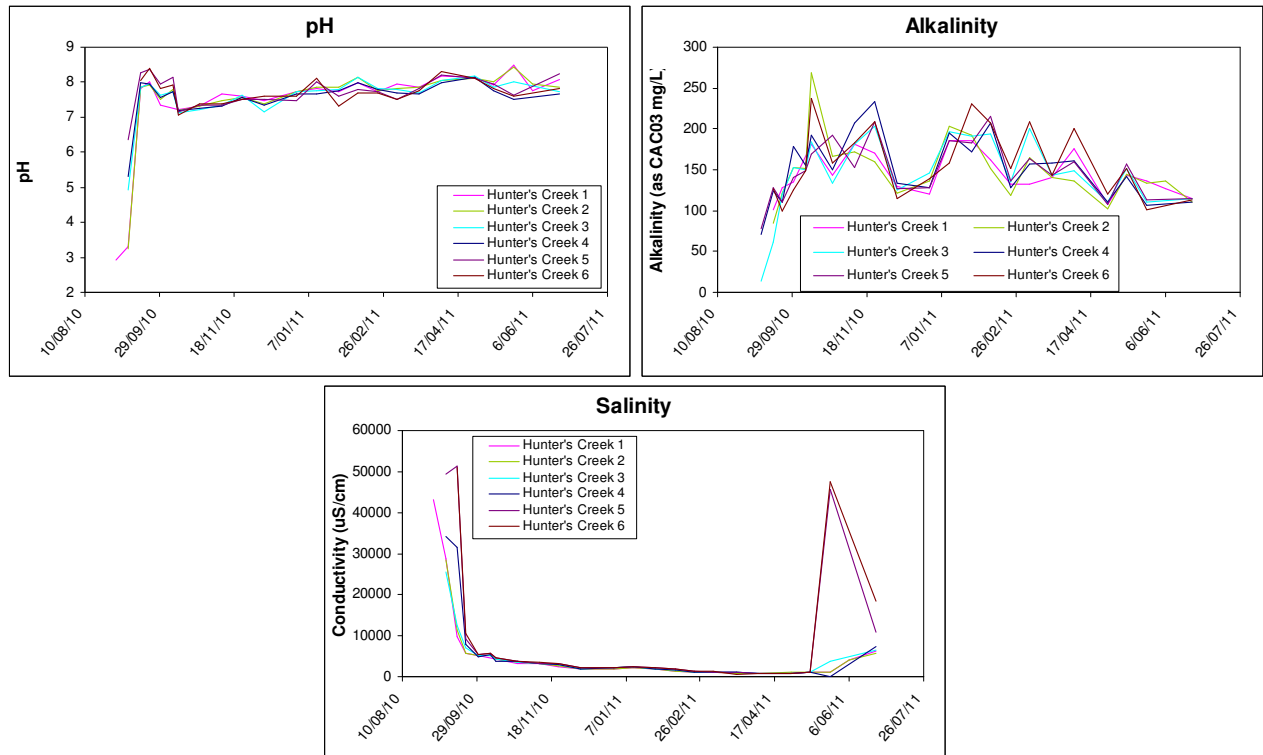 pH
9
8
7
6
5
4
3
2
pH
10/08/10
29/09/10
18/11/10
7/01/11
26/02/11
17/04/11
6/06/11
26/07/11
Hunter's Creek 1
Hunter's Creek 2
Hunter's Creek 3
Hunter's Creek 4
Hunter's Creek 5
Hunter's Creek 6
Alkalinity
300
250
200
150
100
50
0
Alkalinity (as CAC03 mg/L)
10/08/10
29/09/10
18/11/10
7/01/11
26/02/11
17/04/11
6/06/11
26/07/11
Hunter's Creek 1
Hunter's Creek 2
Hunter's Creek 3
Hunter's Creek 4
Hunter's Creek 5
Hunter's Creek 6
Salinity
60000
50000
40000
30000
20000
10000
0
Conductivity (uS/cm)
10/08/10
29/09/10
18/11/10
7/01/11
26/02/11
17/04/11
6/06/11
26/07/11
Hunter's Creek 1
Hunter's Creek 2
Hunter's Creek 3
Hunter's Creek 4
Hunter's Creek 5
Hunter's Creek 6